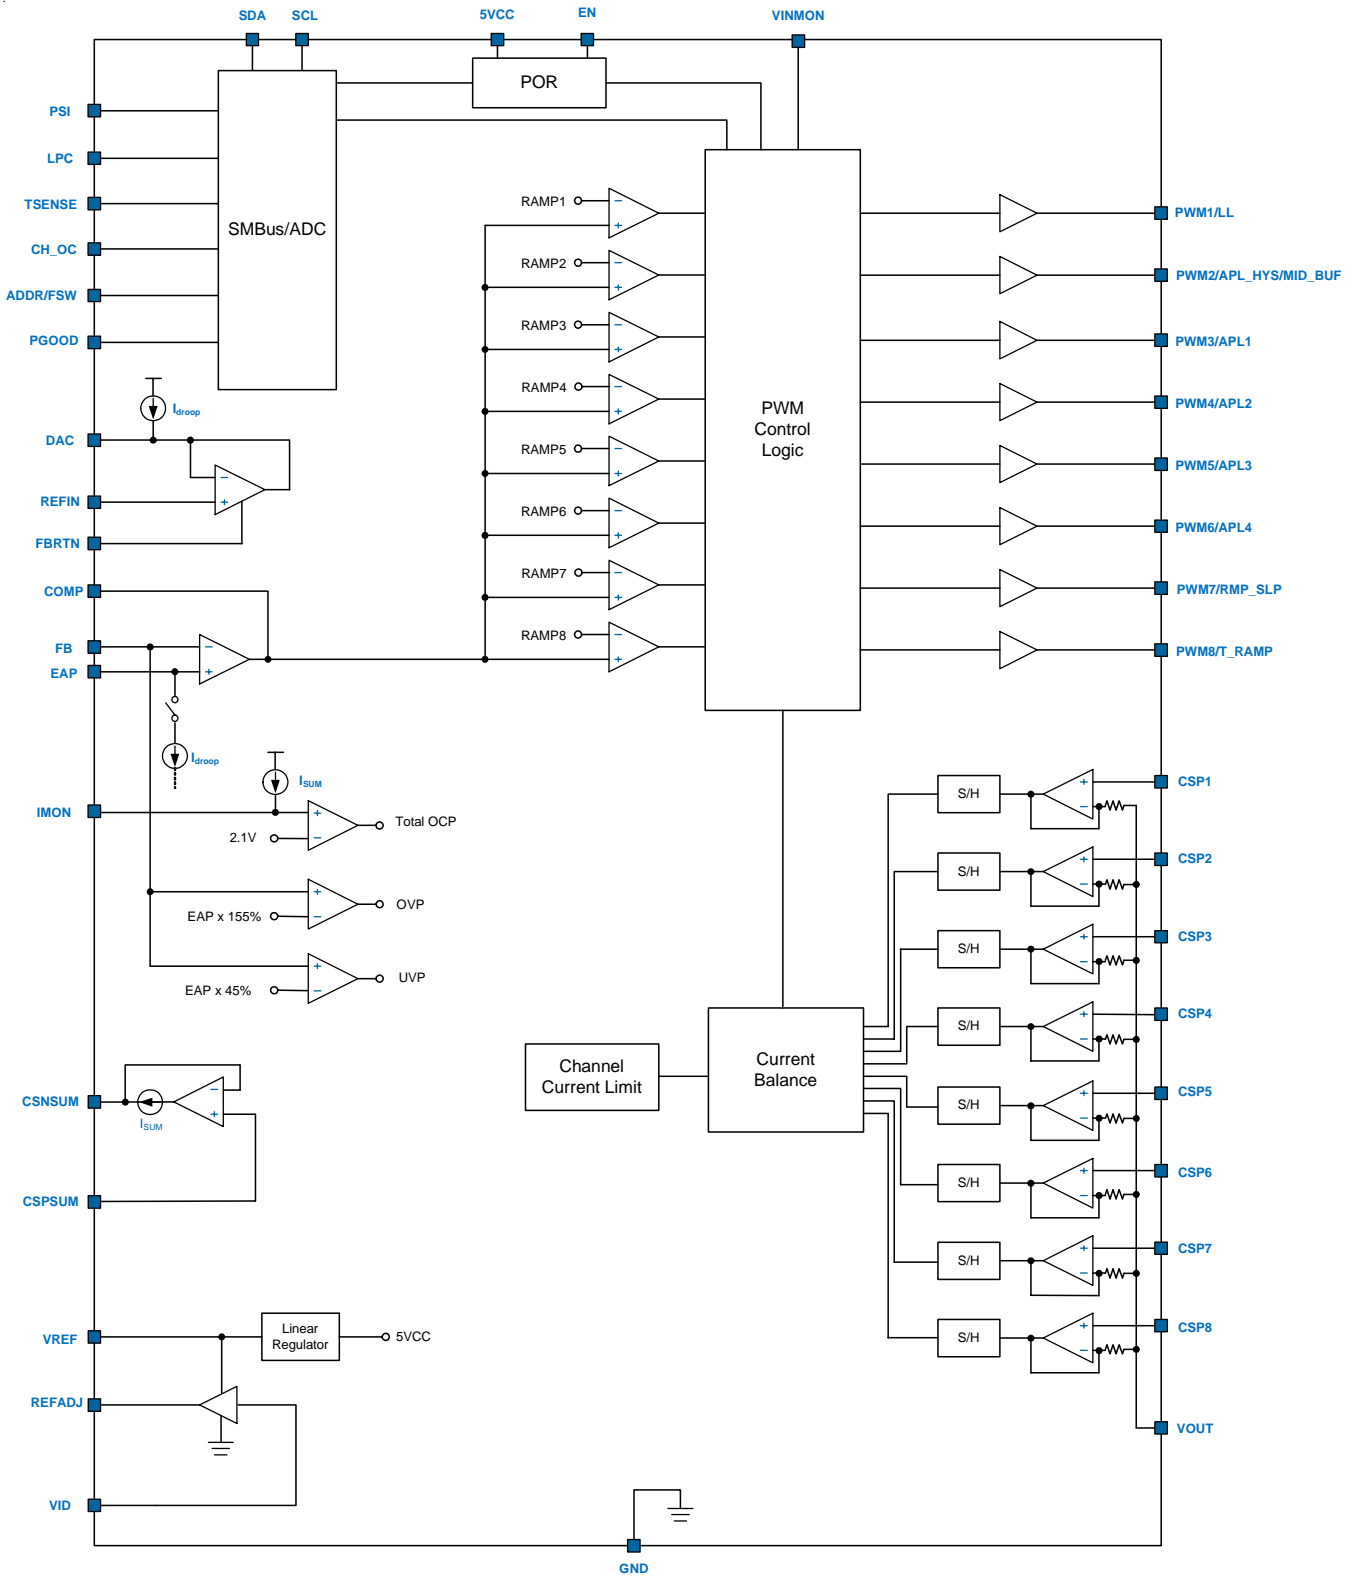 SDA SCL 5VCC EN VINMON
POR
PSI
LPC
TSENSE
CH_OC
ADDR/FSW
PGOOD
SMBus/ADC
Idroop
DAC
REFIN
FBRTN
COMP
FB
EAP
Idroop
RAMP1
RAMP2
RAMP3
RAMP4
RAMP5
RAMP6
RAMP7
RAMP8
PWM
Control
Logic
PWM1/LL
PWM2/APL_HYS/MID_BUF
PWM3/APL1
PWM4/APL2
PWM5/APL3
PWM6/APL4
PWM7/RMP_SLP
PWM8/T_RAMP
ISUM
IMON
2.1V
Total OCP
EAP x 155%
OVP
EAP x 45%
UVP
CSNSUM
ISUM
CSPSUM
Channel
Current Limit
Current
Balance
S/H
S/H
S/H
S/H
S/H
S/H
S/H
S/H
CSP1
CSP2
CSP3
CSP4
CSP5
CSP6
CSP7
CSP8
VOUT
VREF
Linear
Regulator
5VCC
REFADJ
VID
GND